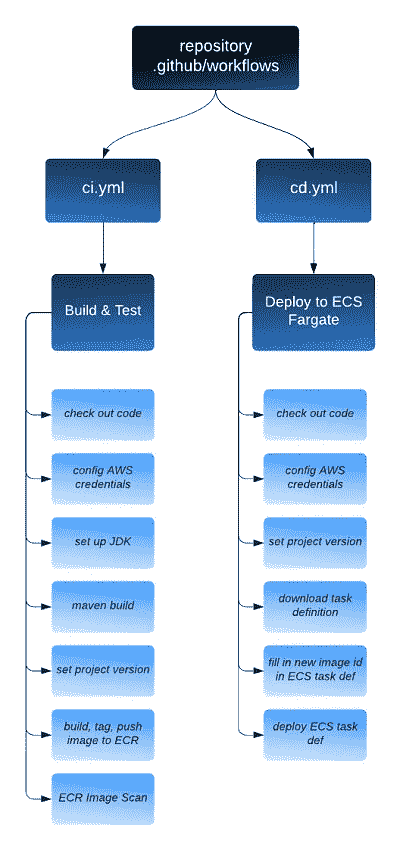 repository
.github/workflows
ci.yml
cd.yml
Build & Test
Deploy to ECS
Fargate
check out code
config AWS
credentials
set up JDK
maven build
set project version
build, tag, push
image to ECR
ECR Image Scan
check out code
config AWS
credentials
set project version
download task
definition
fill in new image id
in ECS task def
deploy ECS task
def